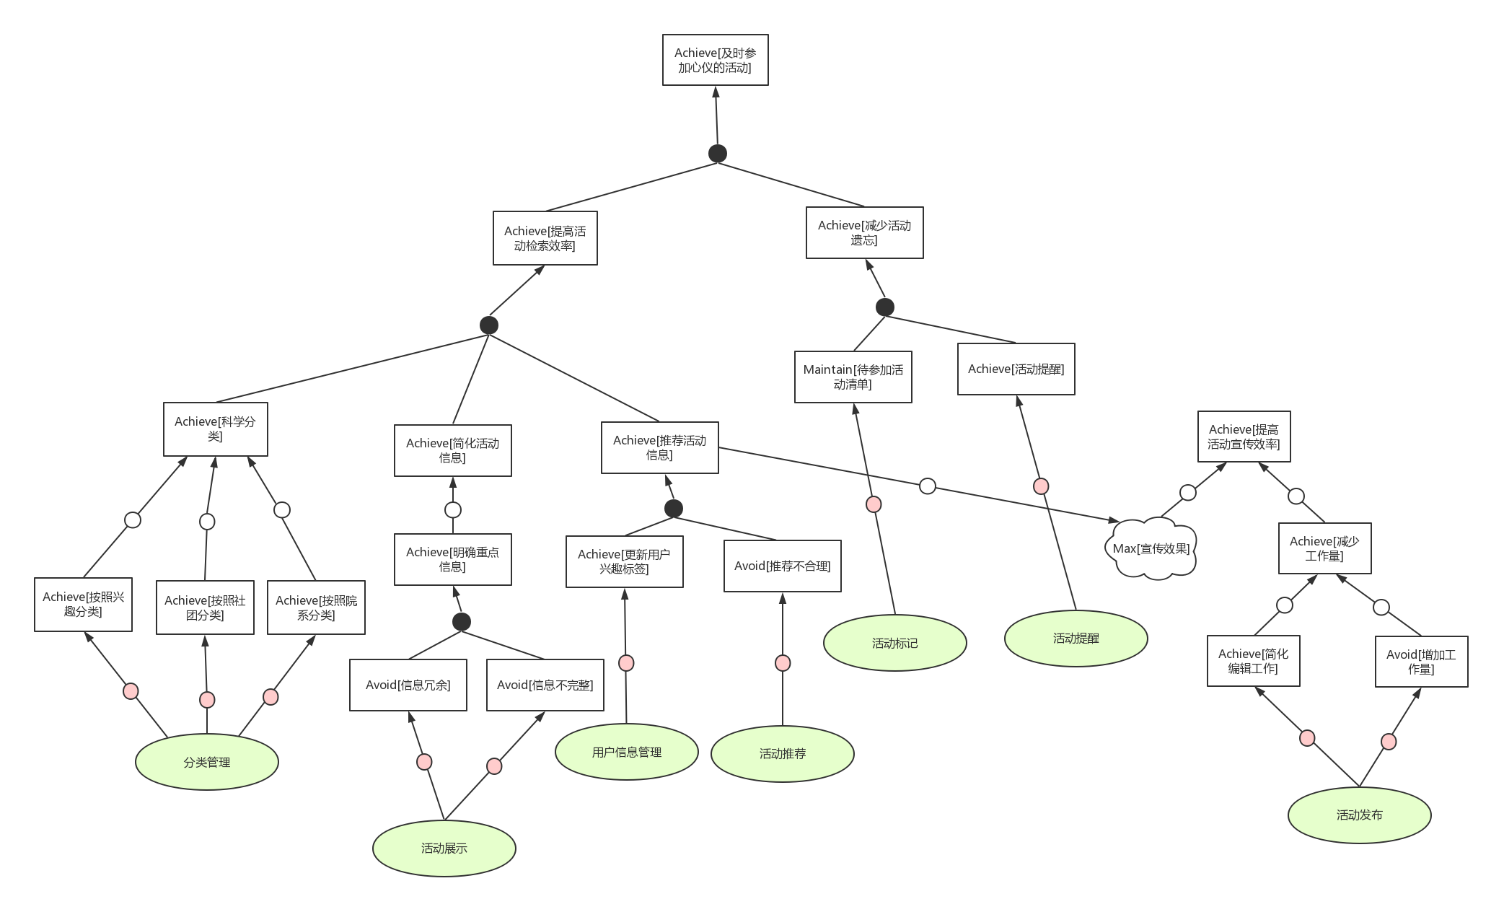 Achieve[及时参
加心仪的活动]
Achieve[提高活
动检索效率]
Achieve[减少活动
遗忘]
Maintain[待参加活
动清单]
Achieve[活动提醒]
Achieve[科学分
类]
Achieve[简化活动
信息]
Achieve[推荐活动
信息]
Achieve[提高
活动宣传效率]
Max[宣传效果]
Achieve[减少
工作量]
Achieve[明确重点
信息]
Achieve[更新用户
兴趣标签]
Avoid[推荐不合理]
Achieve[按照兴
趣分类]
Achieve[按照社
团分类]
Achieve[按照院
系分类]
活动标记
活动提醒
Achieve[简化
编辑工作]
Avoid[增加工
作量]
Avoid[信息冗余]
Avoid[信息不完整]
分类管理
用户信息管理
活动推荐
活动发布
活动展示